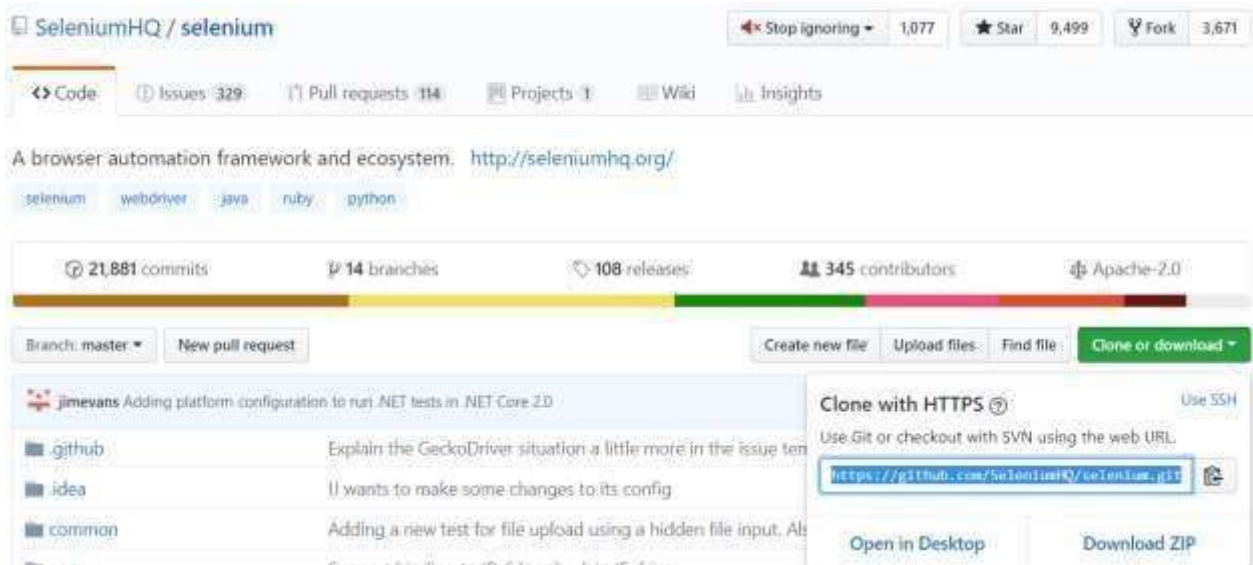 SeleniumHQ / selenium
Stop ignoring 1,077 Star 9,499 Fork 3,671
Code Issues 329 Pull requests 114 Projects 1 Wiki Insights
A browser automation framework and ecosystem. http://seleniumhq.org/
selenium webdriver java ruby python
21,881 commits 14 branches 108 releases 345 contributors Apache-2.0
Branch: master New pull request Create new file Upload files Find file Clone or download
jimevans Adding platform configuration to run .NET tests in .NET Core 2.0
Clone with HTTPS Use SSH
Use Git or checkout with SVN using the web URL.
https://github.com/SeleniumHQ/selenium.git
Open in Desktop Download ZIP
.github Explain the GeckoDriver situation a little more in the issue tem
.idea IJ wants to make some changes to its config
common Adding a new test for file upload using a hidden file input. Als